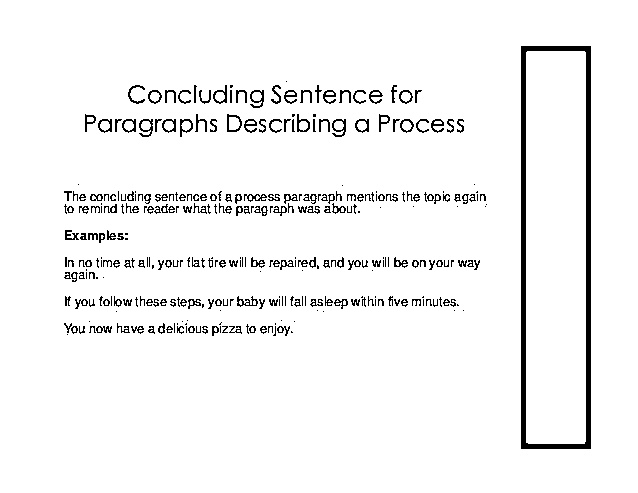 Concluding Sentence for
Paragraphs Describing a Process
The concluding sentence of a process paragraph mentions the topic again
to remind the reader what the paragraph was about.
Examples:
In no time at all, your flat tire will be repaired, and you will be on your way
again.
If you follow these steps, your baby will fall asleep within five minutes.
You now have a delicious pizza to enjoy.